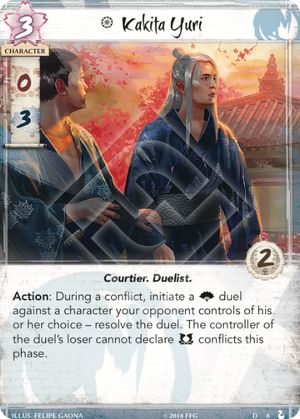 3
Kakita Yuri
CHARACTER
0
3
2
Courtier. Duelist.
Action: During a conflict, initiate a duel
against a character your opponent controls of his
or her choice – resolve the duel. The controller of
the duel's loser cannot declare conflicts this
phase.
ILLUS: FELIPE GAONA
©2018 FFG
D
8